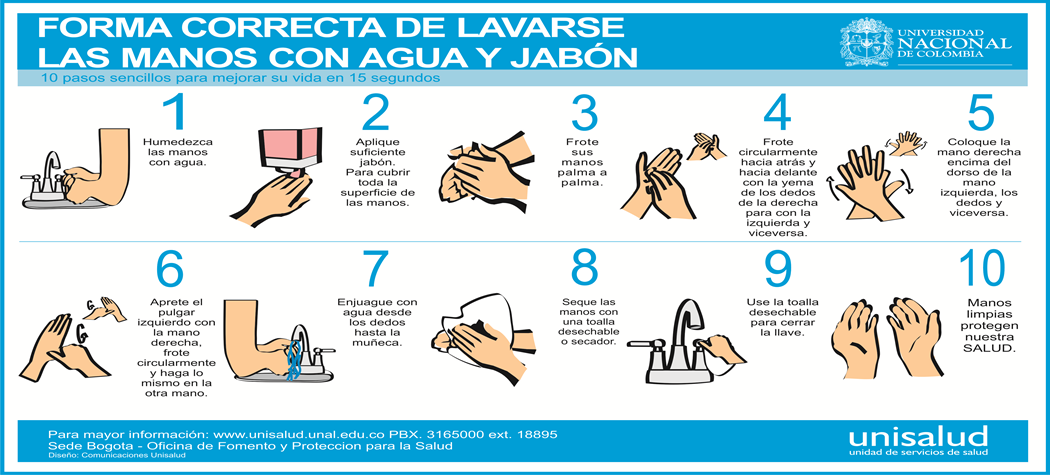 FORMA CORRECTA DE LAVARSE
LAS MANOS CON AGUA Y JABÓN
10 pasos sencillos para mejorar su vida en 15 segundos
UNIVERSIDAD
NACIONAL
DE COLOMBIA
1
Humedezca
las manos
con agua.
2
Aplique
suficiente
jabón.
Para cubrir
toda la
superficie de
las manos.
3
Frote
sus
manos
palma a
palma.
4
Frote
circularmente
hacia atrás y
hacia delante
con la yema
de los dedos
de la derecha
para con la
izquierda y
viceversa.
5
Coloque la
mano derecha
encima del
dorso de la
mano
izquierda, los
dedos y
viceversa.
6
Aprete el
pulgar
izquierdo con
la mano
derecha,
frote
circularmente
y haga lo
mismo en la
otra mano.
7
Enjuague con
agua desde
los dedos
hasta la
muñeca.
8
Seque las
manos con
una toalla
desechable
o secador.
9
Use la toalla
desechable
para cerrar
la llave.
10
Manos
limpias
protegen
nuestra
SALUD.
Para mayor información: www.unisalud.unal.edu.co PBX. 3165000 ext. 18895
Sede Bogota - Oficina de Fomento y Proteccion para la Salud
Diseño: Comunicaciones Unisalud
unisalud
unidad de servicios de salud